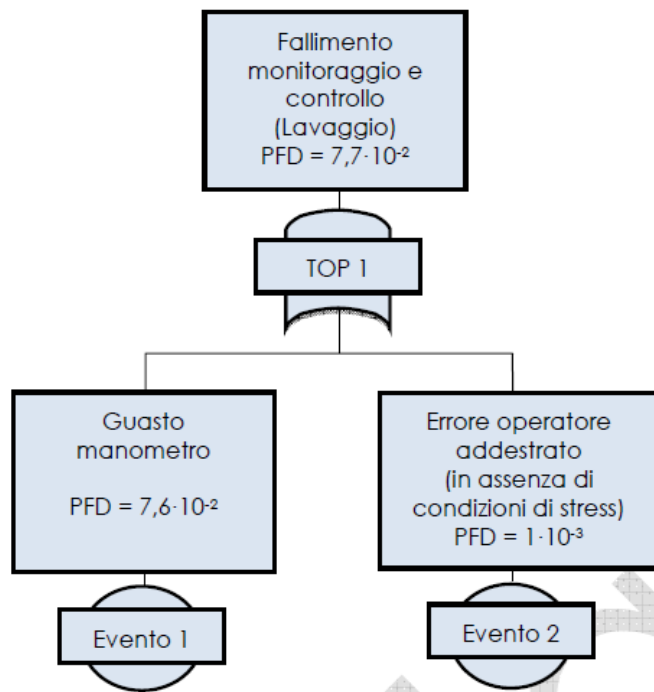 Fallimento
monitoraggio e
controllo
(Lavaggio)
PFD = 7,7·10⁻²
TOP 1
Guasto
manometro
PFD = 7,6·10⁻²
Evento 1
Errore operatore
addestrato
(in assenza di
condizioni di stress)
PFD = 1·10⁻³
Evento 2